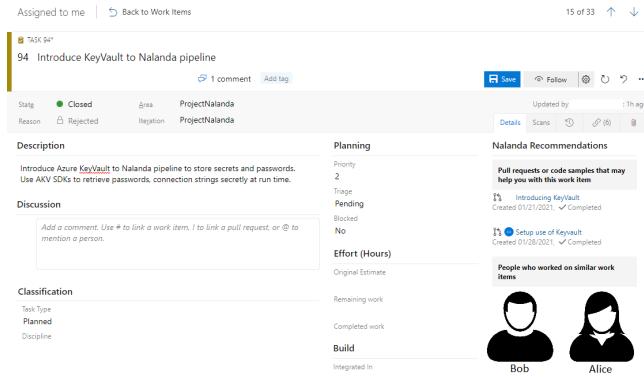 Assigned to me
Back to Work Items
15 of 33
TASK 94*
94 Introduce KeyVault to Nalanda pipeline
1 comment
Add tag
Save
Follow
State
Closed
Area
ProjectNalanda
Updated by
: 1h ag
Reason
Rejected
Iteration
ProjectNalanda
Details
Scans
(6)
Description
Introduce Azure KeyVault to Nalanda pipeline to store secrets and passwords.
Use AKV SDKs to retrieve passwords, connection strings secretly at run time.
Discussion
Add a comment. Use # to link a work item, ! to link a pull request, or @ to
mention a person.
Classification
Task Type
Planned
Discipline
Planning
Priority
2
Triage
Pending
Blocked
No
Effort (Hours)
Original Estimate
Remaining work
Completed work
Build
Integrated In
Nalanda Recommendations
Pull requests or code samples that may
help you with this work item
Introducing KeyVault
Created 01/21/2021, Completed
Setup use of Keyvault
Created 01/28/2021, Completed
People who worked on similar work
items
Bob
Alice